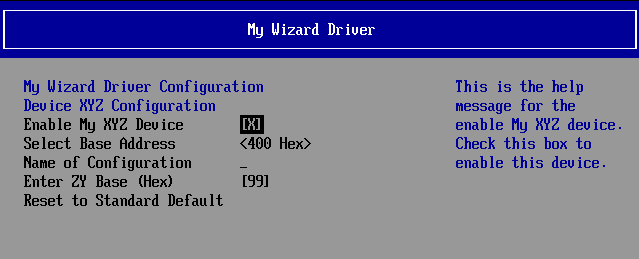 My Wizard Driver
My Wizard Driver Configuration
Device XYZ Configuration
Enable My XYZ Device [X]
Select Base Address <400 Hex>
Name of Configuration _
Enter ZY Base (Hex) [99]
Reset to Standard Default
This is the help
message for the
enable My XYZ device.
Check this box to
enable this device.